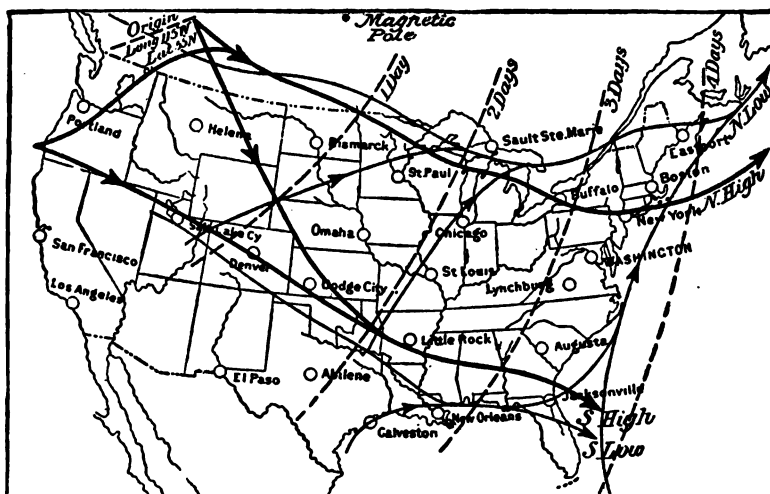 Origin
Long 115W
Lat. 55N
Magnetic
Pole
1 Day
2 Days
3 Days
4 Days
Portland
Helena
Bismarck
Sault Ste. Marie
St. Paul
Eastport
N. Low
Boston
Buffalo
N. High
New York
Salt Lake Cy
Omaha
Chicago
San Francisco
Denver
WASHINGTON
Dodge City
St Louis
Lynchburg
Los Angeles
Little Rock
Augusta
El Paso
Abilene
Jacksonville
New Orleans
Galveston
S High
S Low